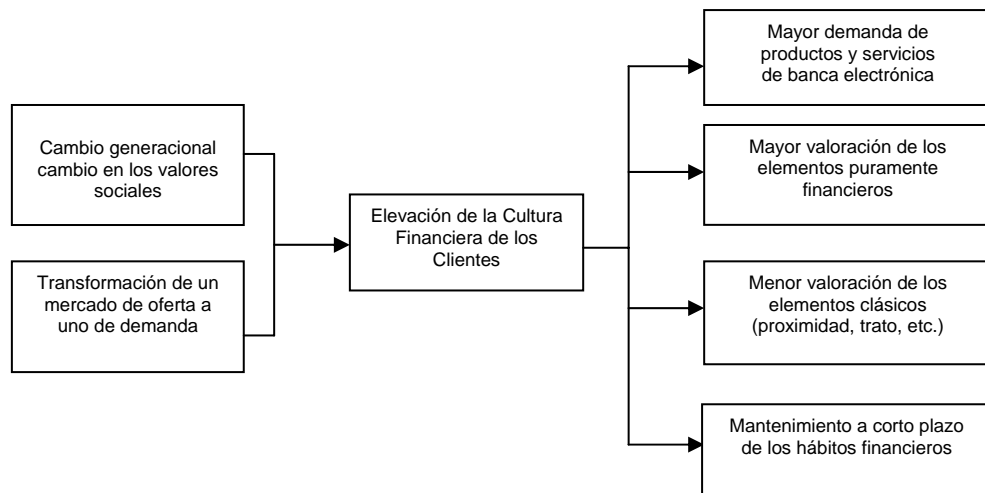 Cambio generacional
cambio en los valores
sociales
Transformación de un
mercado de oferta a
uno de demanda
Elevación de la Cultura
Financiera de los
Clientes
Mayor demanda de
productos y servicios
de banca electrónica
Mayor valoración de los
elementos puramente
financieros
Menor valoración de los
elementos clásicos
(proximidad, trato, etc.)
Mantenimiento a corto plazo
de los hábitos financieros